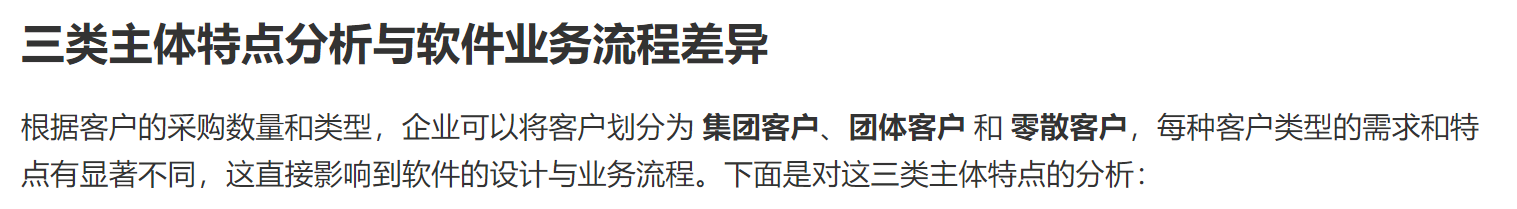 三类主体特点分析与软件业务流程差异
根据客户的采购数量和类型，企业可以将客户划分为 集团客户、团体客户 和 零散客户，每种客户类型的需求和特
点有显著不同，这直接影响到软件的设计与业务流程。下面是对这三类主体特点的分析：